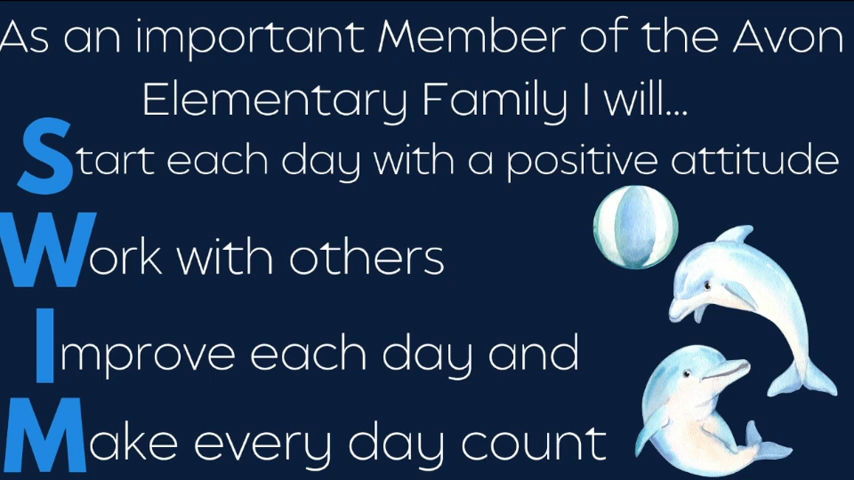 As an important Member of the Avon
Elementary Family I will...
Start each day with a positive attitude
Work with others
Improve each day and
Make every day count